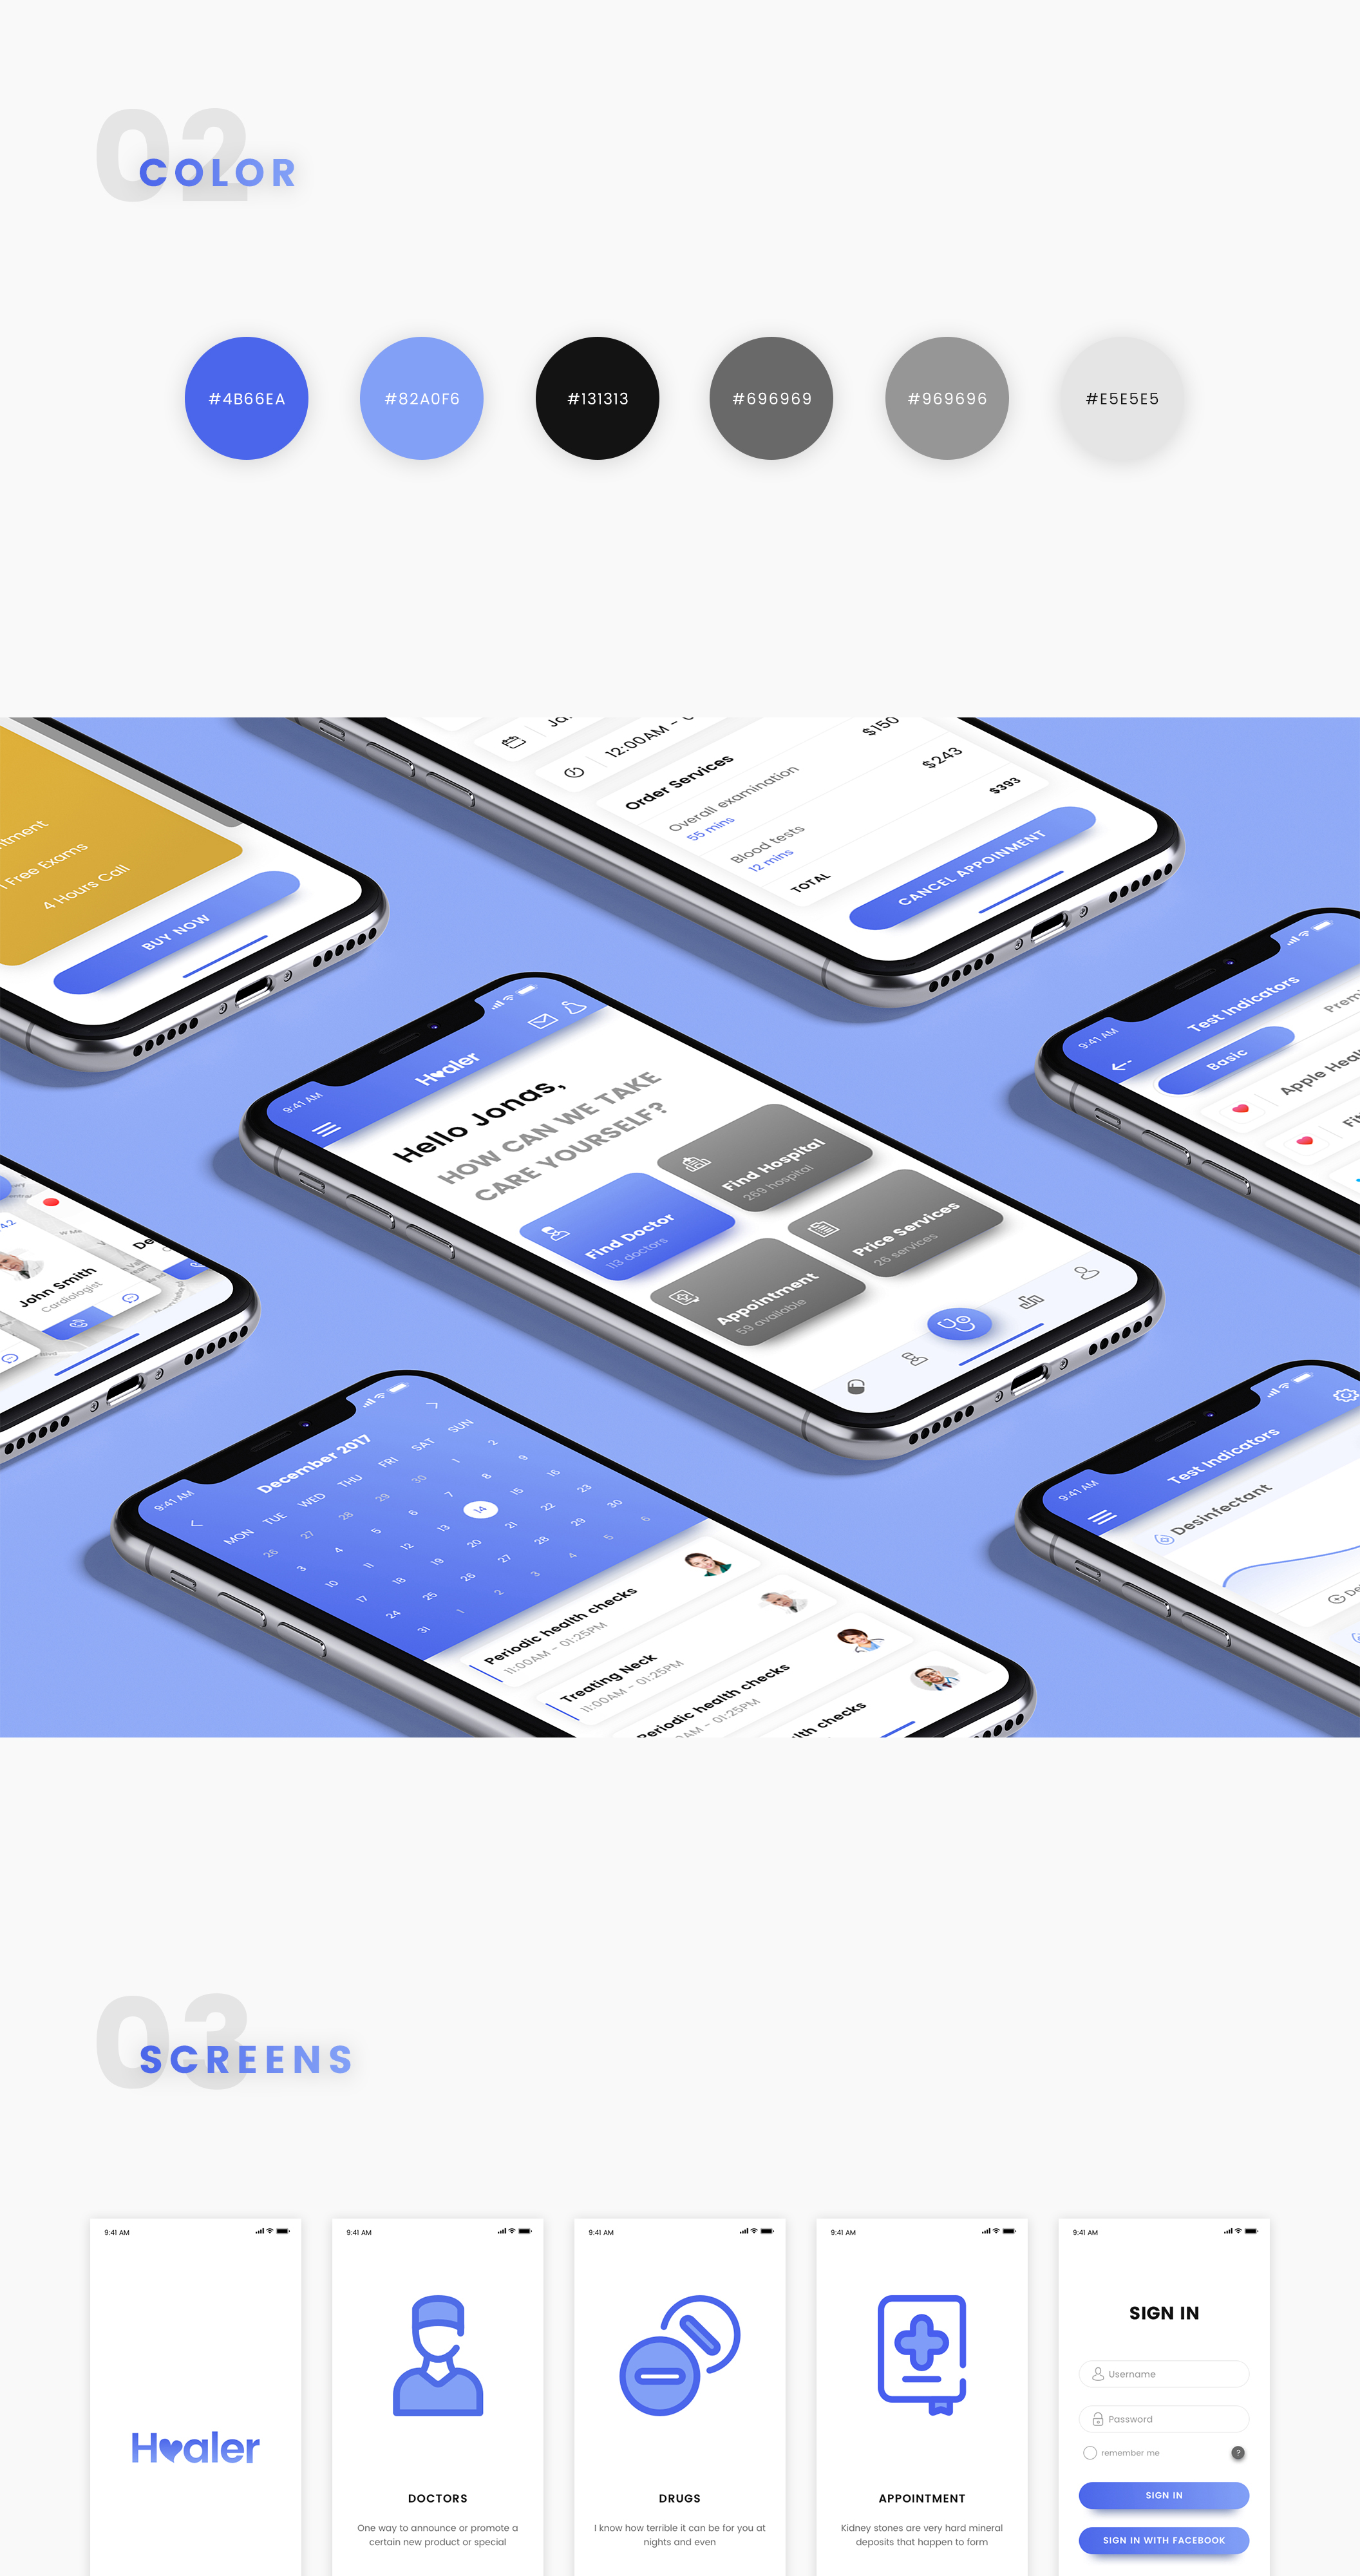 02
COLOR
#4B66EA
#82A0F6
#131313
#696969
#969696
#E5E5E5
12:00AM -
Order Services
Overall examination
$150
55 mins
Blood tests
$243
12 mins
TOTAL
$393
CANCEL APPOINMENT
Free Exams
4 Hours Call
BUY NOW
9:41 AM
Healer
Hello Jonas,
HOW CAN WE TAKE
CARE YOURSELF?
Find Doctor
113 doctors
Find Hospital
269 hospital
Appointment
59 available
Price Services
26 services
9:41 AM
Test Indicators
Basic
Apple
John Smith
Cardiologist
9:41 AM
December 2017
MON TUE WED THU FRI SAT SUN
26 27 28 29 30 1 2
3 4 5 6 7 8 9
10 11 12 13 14 15 16
17 18 19 20 21 22 23
24 25 26 27 28 29 30
31 1 2 3 4 5 6
Periodic health checks
11:00AM - 01:25PM
Treating Neck
11:00AM - 01:25PM
Periodic health checks
01:25PM
checks
9:41 AM
Test Indicators
Desinfectant
03
SCREENS
9:41 AM
Healer
9:41 AM
DOCTORS
One way to announce or promote a
certain new product or special
9:41 AM
DRUGS
I know how terrible it can be for you at
nights and even
9:41 AM
APPOINTMENT
Kidney stones are very hard mineral
deposits that happen to form
9:41 AM
SIGN IN
Username
Password
remember me
?
SIGN IN
SIGN IN WITH FACEBOOK